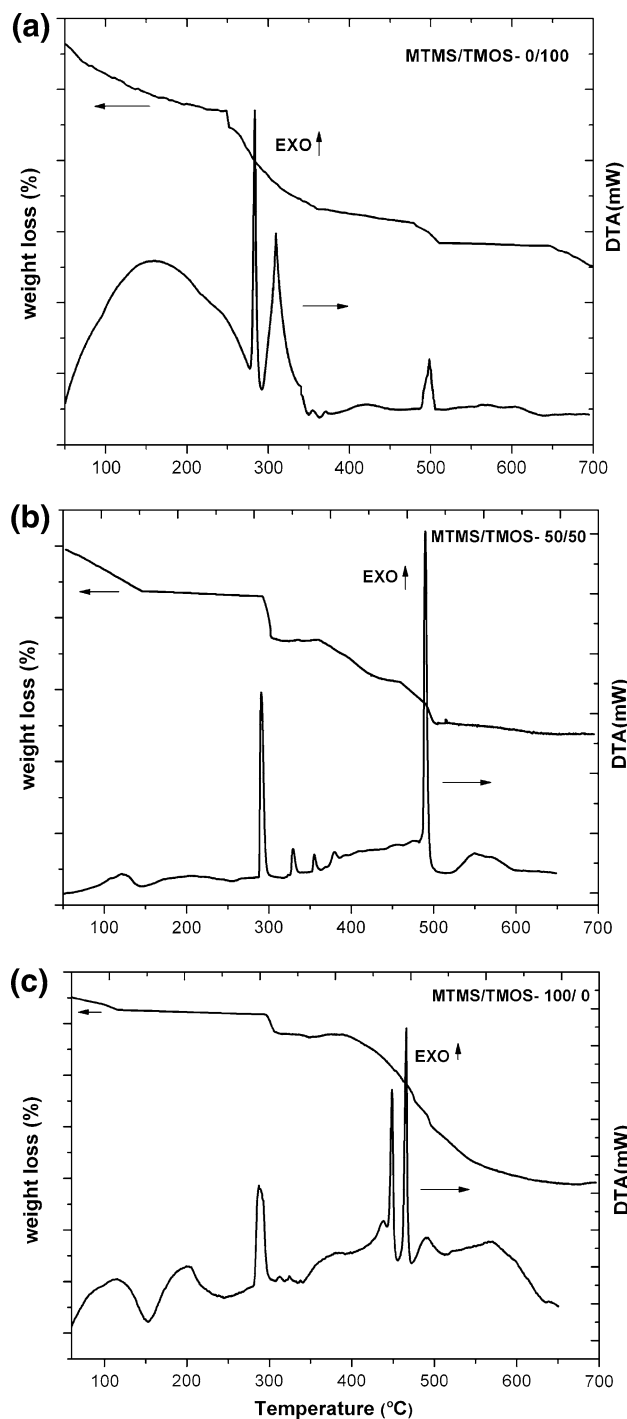 (a)
MTMS/TMOS- 0/100
EXO
weight loss (%)
DTA(mW)
100 200 300 400 500 600 700
(b)
MTMS/TMOS- 50/50
EXO
weight loss (%)
DTA(mW)
100 200 300 400 500 600 700
(c)
MTMS/TMOS- 100/ 0
EXO
weight loss (%)
DTA(mW)
100 200 300 400 500 600 700
Temperature (°C)